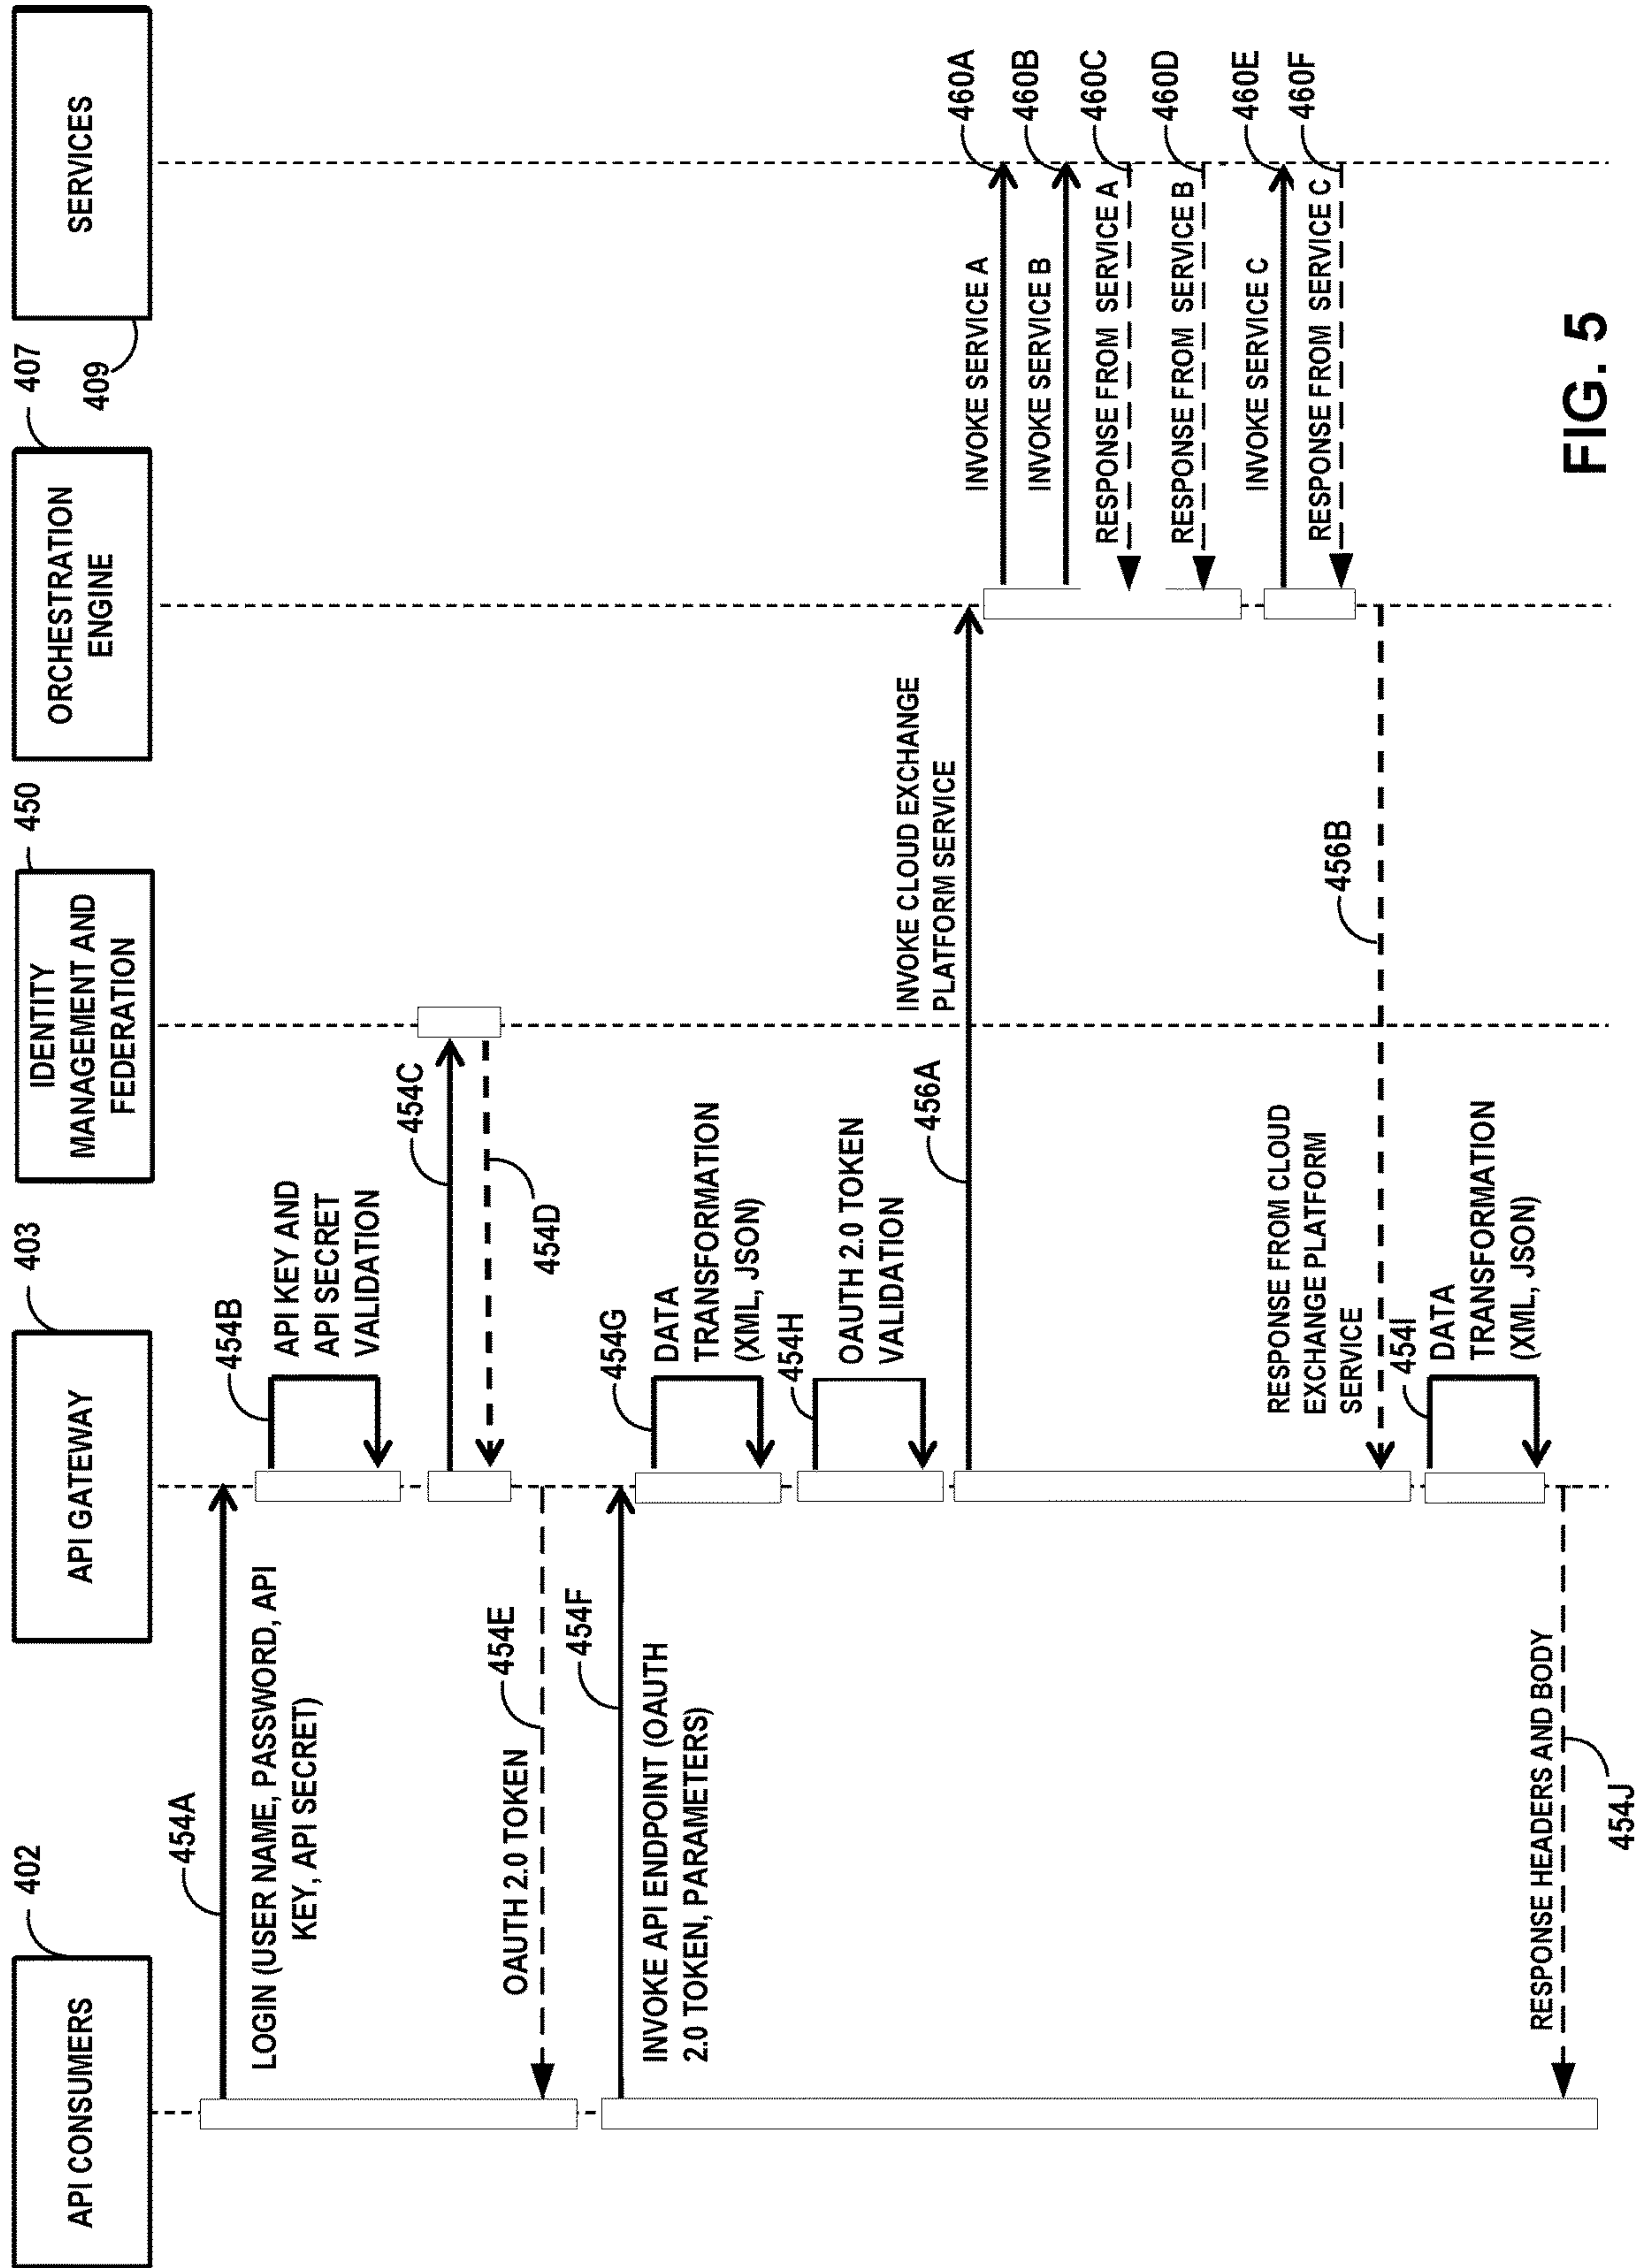 API CONSUMERS
402
API GATEWAY
403
IDENTITY
MANAGEMENT AND
FEDERATION
450
ORCHESTRATION
ENGINE
407
SERVICES
409
454A
LOGIN (USER NAME, PASSWORD, API
KEY, API SECRET)
454B
API KEY AND
API SECRET
VALIDATION
454C
454D
454E
OAUTH 2.0 TOKEN
454F
INVOKE API ENDPOINT (OAUTH
2.0 TOKEN, PARAMETERS)
454G
DATA
TRANSFORMATION
(XML, JSON)
454H
OAUTH 2.0 TOKEN
VALIDATION
456A
INVOKE CLOUD EXCHANGE
PLATFORM SERVICE
INVOKE SERVICE A
460A
INVOKE SERVICE B
460B
RESPONSE FROM SERVICE A
460C
RESPONSE FROM SERVICE B
460D
INVOKE SERVICE C
460E
RESPONSE FROM SERVICE C
460F
456B
RESPONSE FROM CLOUD
EXCHANGE PLATFORM
SERVICE
454I
DATA
TRANSFORMATION
(XML, JSON)
RESPONSE HEADERS AND BODY
454J
FIG. 5